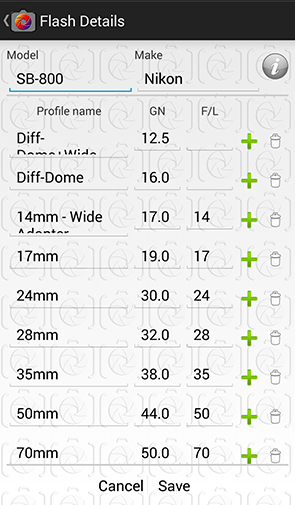 Flash Details
Model Make
SB-800 Nikon
Profile name GN F/L
Diff- 12.5
Dome+Wide
Diff-Dome 16.0
14mm - Wide 17.0 14
Adapter
17mm 19.0 17
24mm 30.0 24
28mm 32.0 28
35mm 38.0 35
50mm 44.0 50
70mm 50.0 70
Cancel Save